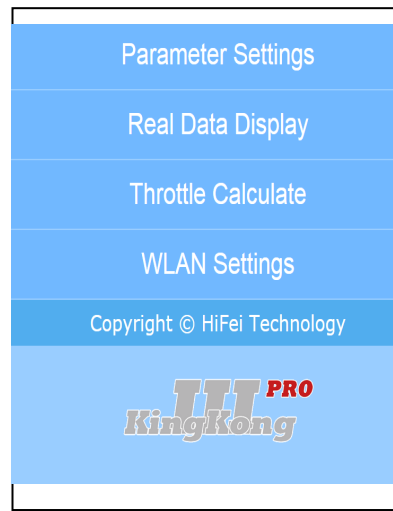 Parameter Settings
Real Data Display
Throttle Calculate
WLAN Settings
Copyright © HiFei Technology
III PRO
KingKong